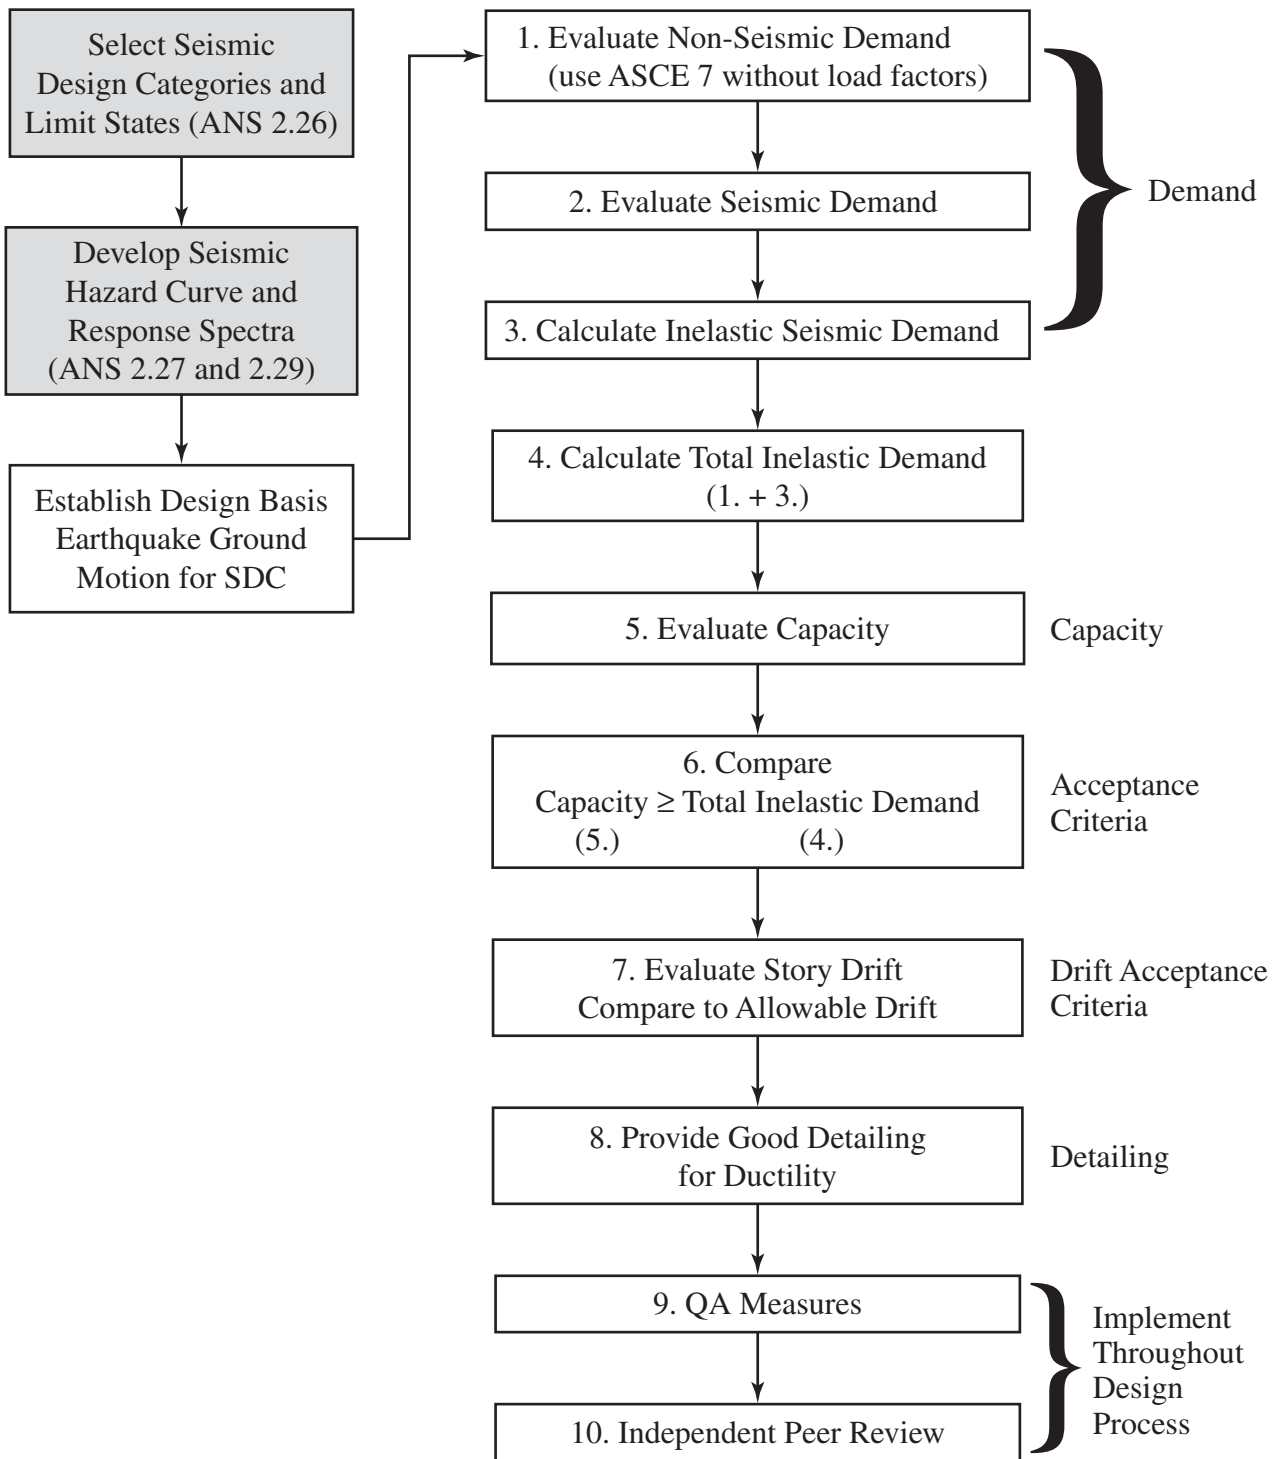 Select Seismic
Design Categories and
Limit States (ANS 2.26)
Develop Seismic
Hazard Curve and
Response Spectra
(ANS 2.27 and 2.29)
Establish Design Basis
Earthquake Ground
Motion for SDC
1. Evaluate Non-Seismic Demand
(use ASCE 7 without load factors)
2. Evaluate Seismic Demand
3. Calculate Inelastic Seismic Demand
Demand
4. Calculate Total Inelastic Demand
(1. + 3.)
5. Evaluate Capacity
Capacity
6. Compare
Capacity ≥ Total Inelastic Demand
(5.) (4.)
Acceptance
Criteria
7. Evaluate Story Drift
Compare to Allowable Drift
Drift Acceptance
Criteria
8. Provide Good Detailing
for Ductility
Detailing
9. QA Measures
10. Independent Peer Review
Implement
Throughout
Design
Process